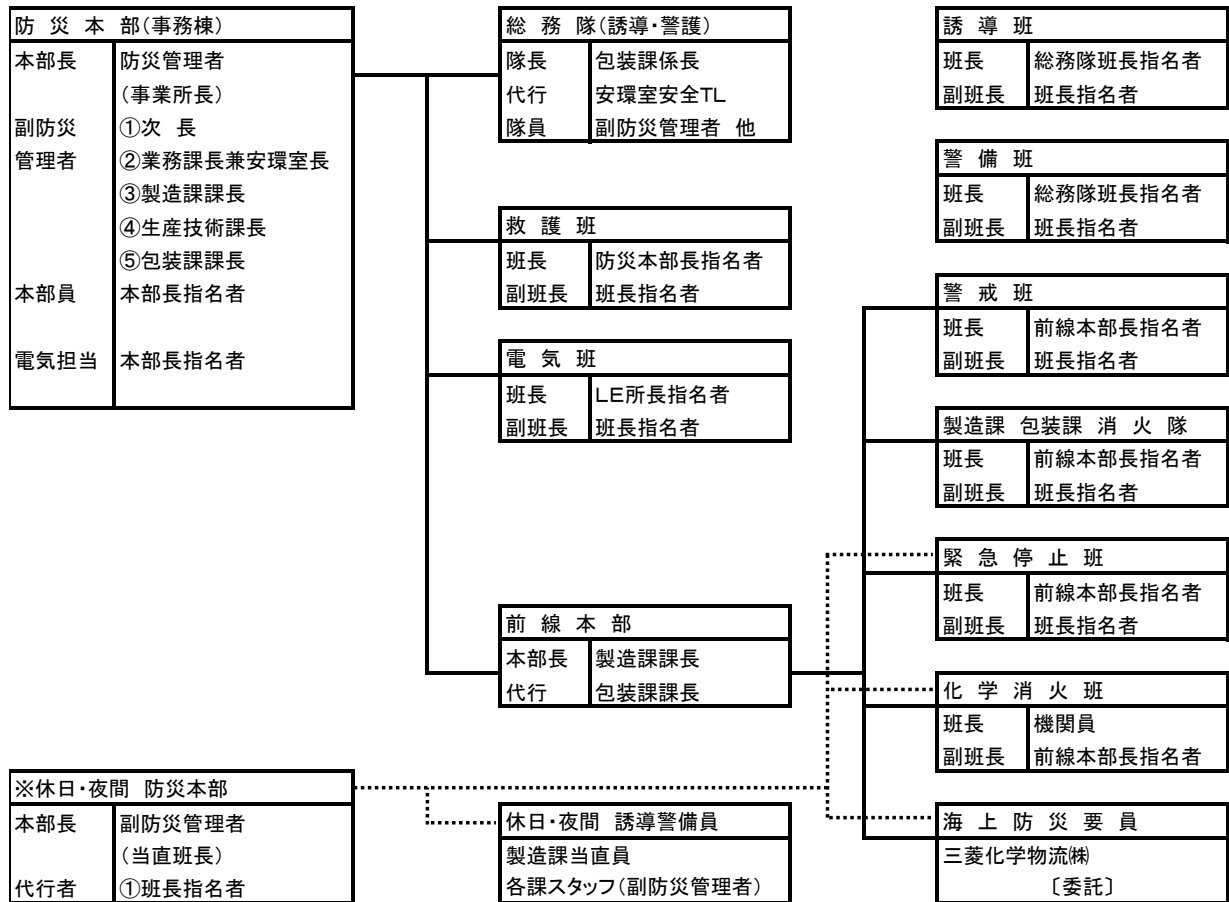 防 災 本 部(事務棟)
本部長 防災管理者
(事業所長)
副防災 ①次 長
管理者 ②業務課長兼安環室長
③製造課課長
④生産技術課長
⑤包装課課長
本部員 本部長指名者
電気担当 本部長指名者
※休日・夜間 防災本部
本部長 副防災管理者
(当直班長)
代行者 ①班長指名者
総 務 隊(誘導・警護)
隊長 包装課係長
代行 安環室安全TL
隊員 副防災管理者 他
救 護 班
班長 防災本部長指名者
副班長 班長指名者
電 気 班
班長 LE所長指名者
副班長 班長指名者
前 線 本 部
本部長 製造課課長
代行 包装課課長
休日・夜間 誘導警備員
製造課当直員
各課スタッフ(副防災管理者)
誘 導 班
班長 総務隊班長指名者
副班長 班長指名者
警 備 班
班長 総務隊班長指名者
副班長 班長指名者
警 戒 班
班長 前線本部長指名者
副班長 班長指名者
製造課 包装課 消 火 隊
班長 前線本部長指名者
副班長 班長指名者
緊 急 停 止 班
班長 前線本部長指名者
副班長 班長指名者
化 学 消 火 班
班長 機関員
副班長 前線本部長指名者
海 上 防 災 要 員
三菱化学物流㈱
〔委託〕